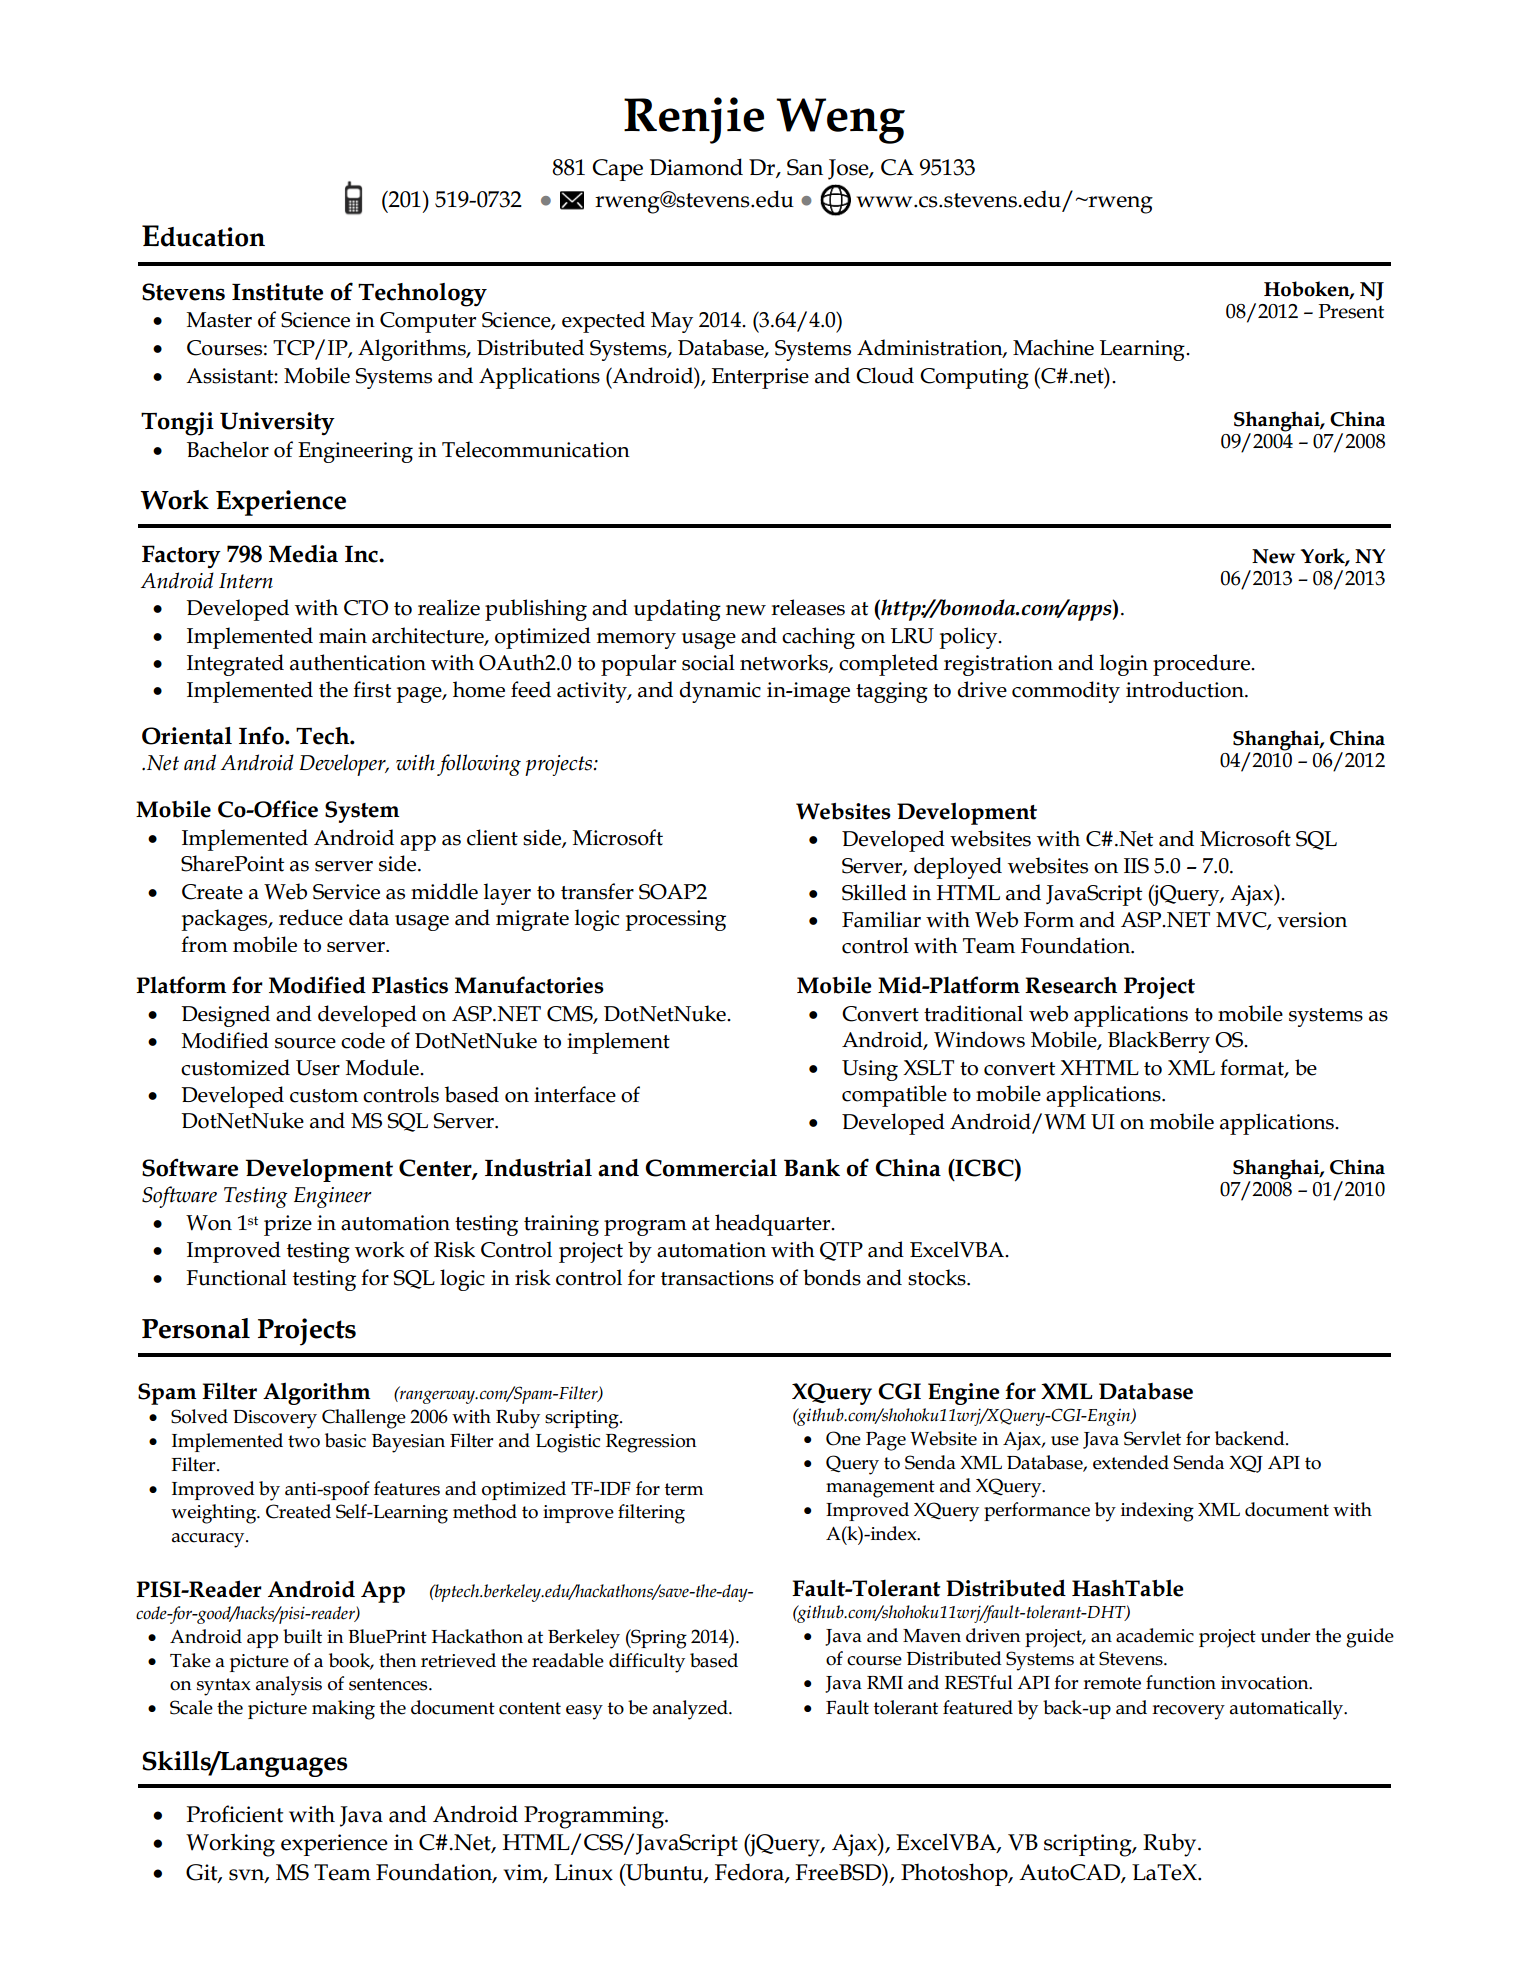 Renjie Weng
881 Cape Diamond Dr, San Jose, CA 95133
(201) 519-0732 ● rweng@stevens.edu ● www.cs.stevens.edu/~rweng
Education
Stevens Institute of Technology
Hoboken, NJ
08/2012 – Present
• Master of Science in Computer Science, expected May 2014. (3.64/4.0)
• Courses: TCP/IP, Algorithms, Distributed Systems, Database, Systems Administration, Machine Learning.
• Assistant: Mobile Systems and Applications (Android), Enterprise and Cloud Computing (C#.net).
Tongji University
Shanghai, China
09/2004 – 07/2008
• Bachelor of Engineering in Telecommunication
Work Experience
Factory 798 Media Inc.
New York, NY
Android Intern
06/2013 – 08/2013
• Developed with CTO to realize publishing and updating new releases at (http://bomoda.com/apps).
• Implemented main architecture, optimized memory usage and caching on LRU policy.
• Integrated authentication with OAuth2.0 to popular social networks, completed registration and login procedure.
• Implemented the first page, home feed activity, and dynamic in-image tagging to drive commodity introduction.
Oriental Info. Tech.
Shanghai, China
.Net and Android Developer, with following projects:
04/2010 – 06/2012
Mobile Co-Office System
• Implemented Android app as client side, Microsoft
SharePoint as server side.
• Create a Web Service as middle layer to transfer SOAP2
packages, reduce data usage and migrate logic processing
from mobile to server.
Websites Development
• Developed websites with C#.Net and Microsoft SQL
Server, deployed websites on IIS 5.0 – 7.0.
• Skilled in HTML and JavaScript (jQuery, Ajax).
• Familiar with Web Form and ASP.NET MVC, version
control with Team Foundation.
Platform for Modified Plastics Manufactories
• Designed and developed on ASP.NET CMS, DotNetNuke.
• Modified source code of DotNetNuke to implement
customized User Module.
• Developed custom controls based on interface of
DotNetNuke and MS SQL Server.
Mobile Mid-Platform Research Project
• Convert traditional web applications to mobile systems as
Android, Windows Mobile, BlackBerry OS.
• Using XSLT to convert XHTML to XML format, be
compatible to mobile applications.
• Developed Android/WM UI on mobile applications.
Software Development Center, Industrial and Commercial Bank of China (ICBC)
Shanghai, China
Software Testing Engineer
07/2008 – 01/2010
• Won 1st prize in automation testing training program at headquarter.
• Improved testing work of Risk Control project by automation with QTP and ExcelVBA.
• Functional testing for SQL logic in risk control for transactions of bonds and stocks.
Personal Projects
Spam Filter Algorithm (rangerway.com/Spam-Filter)
• Solved Discovery Challenge 2006 with Ruby scripting.
• Implemented two basic Bayesian Filter and Logistic Regression
Filter.
• Improved by anti-spoof features and optimized TF-IDF for term
weighting. Created Self-Learning method to improve filtering
accuracy.
XQuery CGI Engine for XML Database
(github.com/shohoku11wrj/XQuery-CGI-Engin)
• One Page Website in Ajax, use Java Servlet for backend.
• Query to Senda XML Database, extended Senda XQJ API to
management and XQuery.
• Improved XQuery performance by indexing XML document with
A(k)-index.
PISI-Reader Android App (bptech.berkeley.edu/hackathons/save-the-day-
code-for-good/hacks/pisi-reader)
• Android app built in BluePrint Hackathon at Berkeley (Spring 2014).
• Take a picture of a book, then retrieved the readable difficulty based
on syntax analysis of sentences.
• Scale the picture making the document content easy to be analyzed.
Fault-Tolerant Distributed HashTable
(github.com/shohoku11wrj/fault-tolerant-DHT)
• Java and Maven driven project, an academic project under the guide
of course Distributed Systems at Stevens.
• Java RMI and RESTful API for remote function invocation.
• Fault tolerant featured by back-up and recovery automatically.
Skills/Languages
• Proficient with Java and Android Programming.
• Working experience in C#.Net, HTML/CSS/JavaScript (jQuery, Ajax), ExcelVBA, VB scripting, Ruby.
• Git, svn, MS Team Foundation, vim, Linux (Ubuntu, Fedora, FreeBSD), Photoshop, AutoCAD, LaTeX.